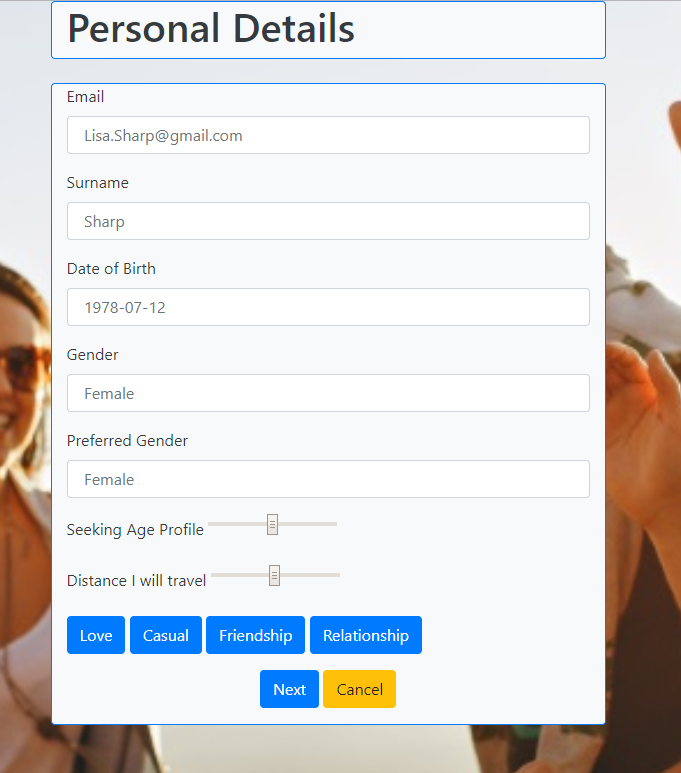 Personal Details
Email
Lisa.Sharp@gmail.com
Surname
Sharp
Date of Birth
1978-07-12
Gender
Female
Preferred Gender
Female
Seeking Age Profile
Distance I will travel
Love Casual Friendship Relationship
Next Cancel